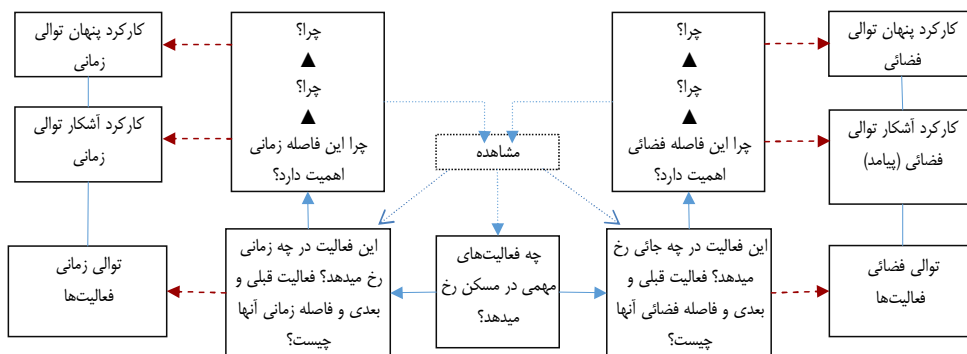 کارکرد پنهان توالی
فضائی
کارکرد آشکار توالی
فضائی (پیامد)
توالی فضائی
فعالیت‌ها
چرا؟
چرا؟
چرا این فاصله فضائی
اهمیت دارد؟
این فعالیت در چه جائی رخ
میدهد؟ فعالیت قبلی و
بعدی و فاصله فضائی آنها
چیست؟
مشاهده
چه فعالیت‌های
مهمی در مسکن رخ
میدهد؟
چرا؟
چرا؟
چرا این فاصله زمانی
اهمیت دارد؟
این فعالیت در چه زمانی
رخ میدهد؟ فعالیت قبلی و
بعدی و فاصله زمانی آنها
چیست؟
کارکرد پنهان توالی
زمانی
کارکرد آشکار توالی
زمانی
توالی زمانی
فعالیت‌ها